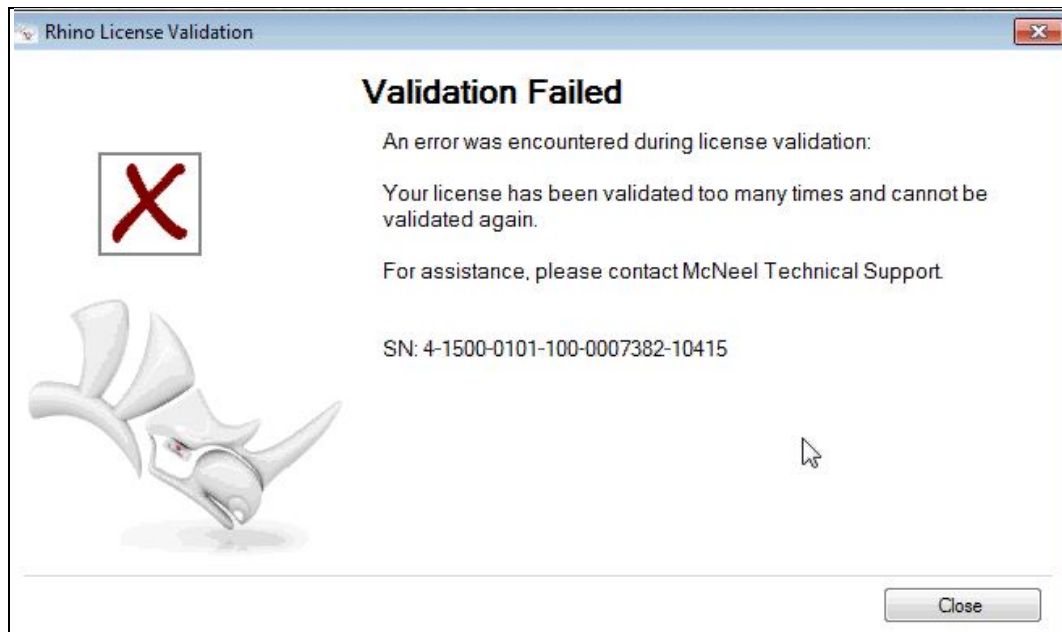 Rhino License Validation
Validation Failed
An error was encountered during license validation:
Your license has been validated too many times and cannot be
validated again.
For assistance, please contact McNeel Technical Support.
SN: 4-1500-0101-100-0007382-10415
Close